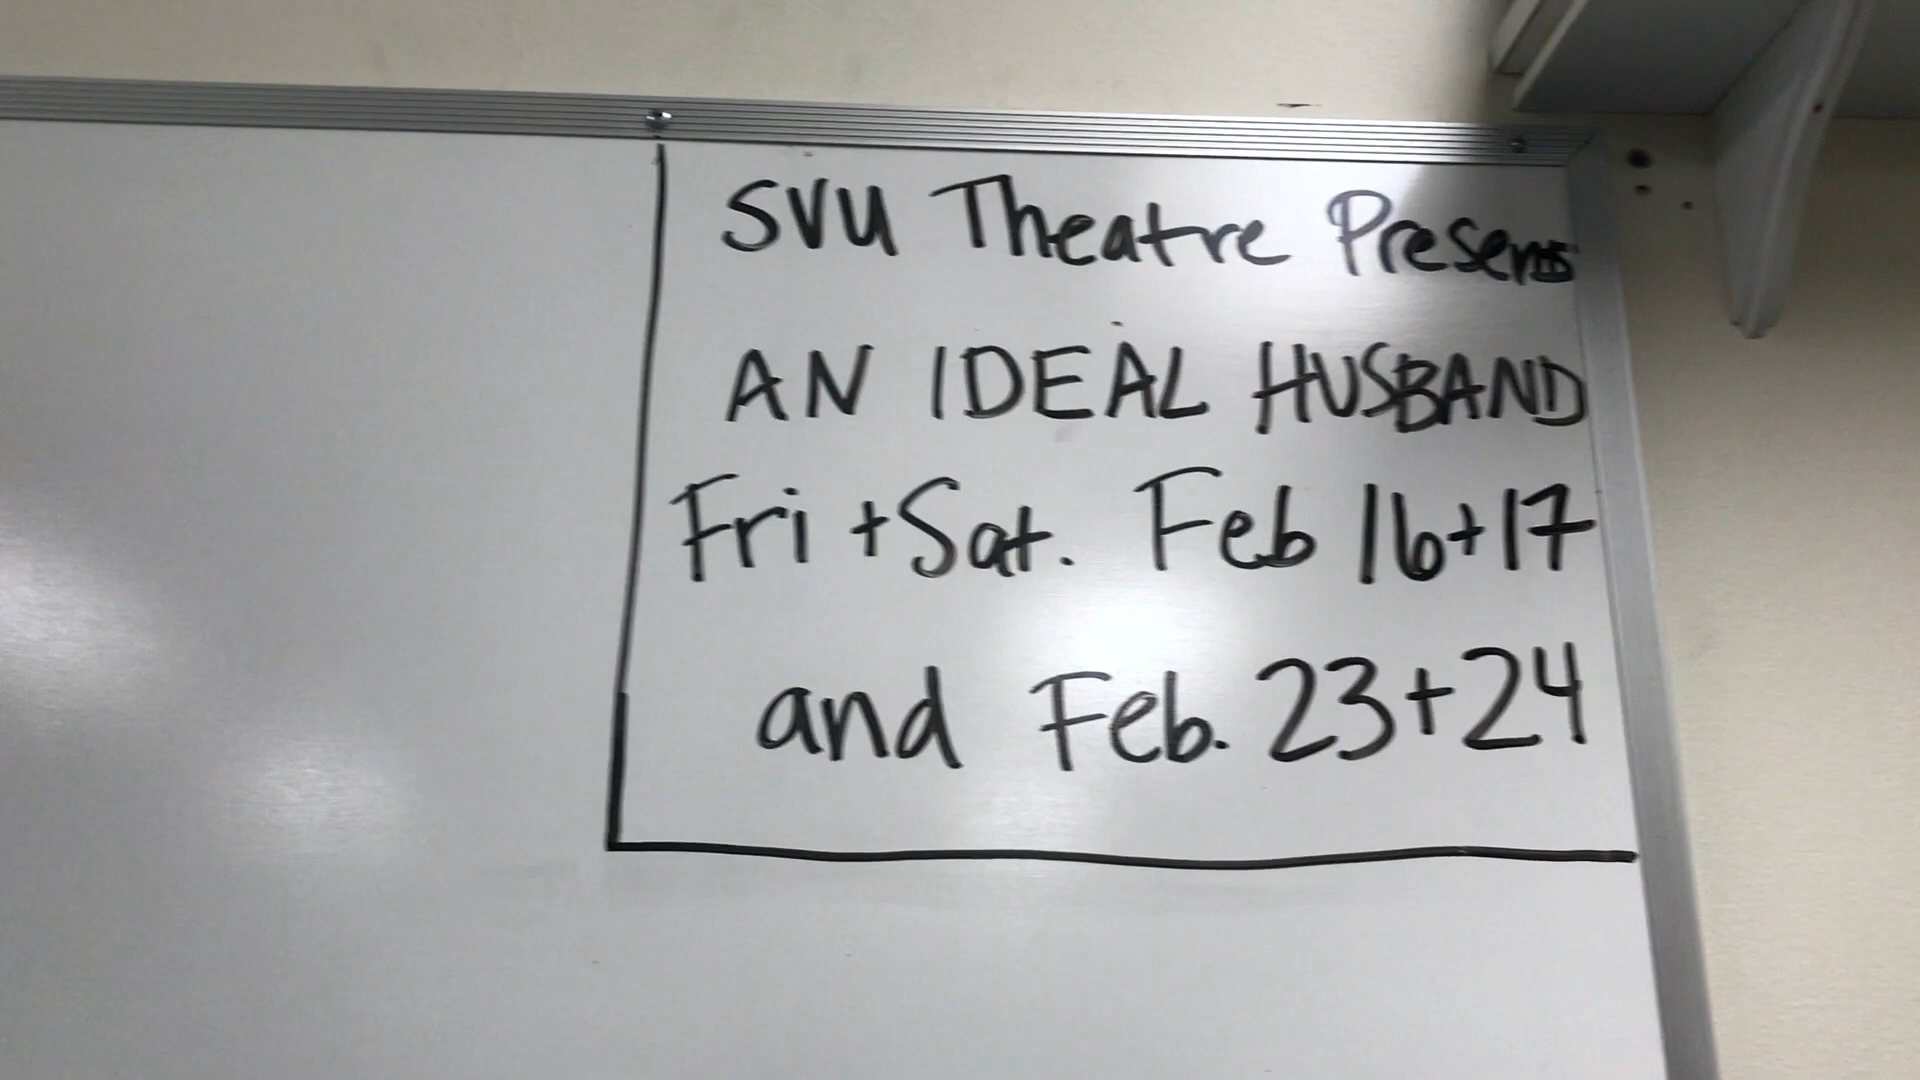 SVU Theatre Presents
AN IDEAL HUSBAND
Fri + Sat. Feb 16+17
and Feb. 23+24